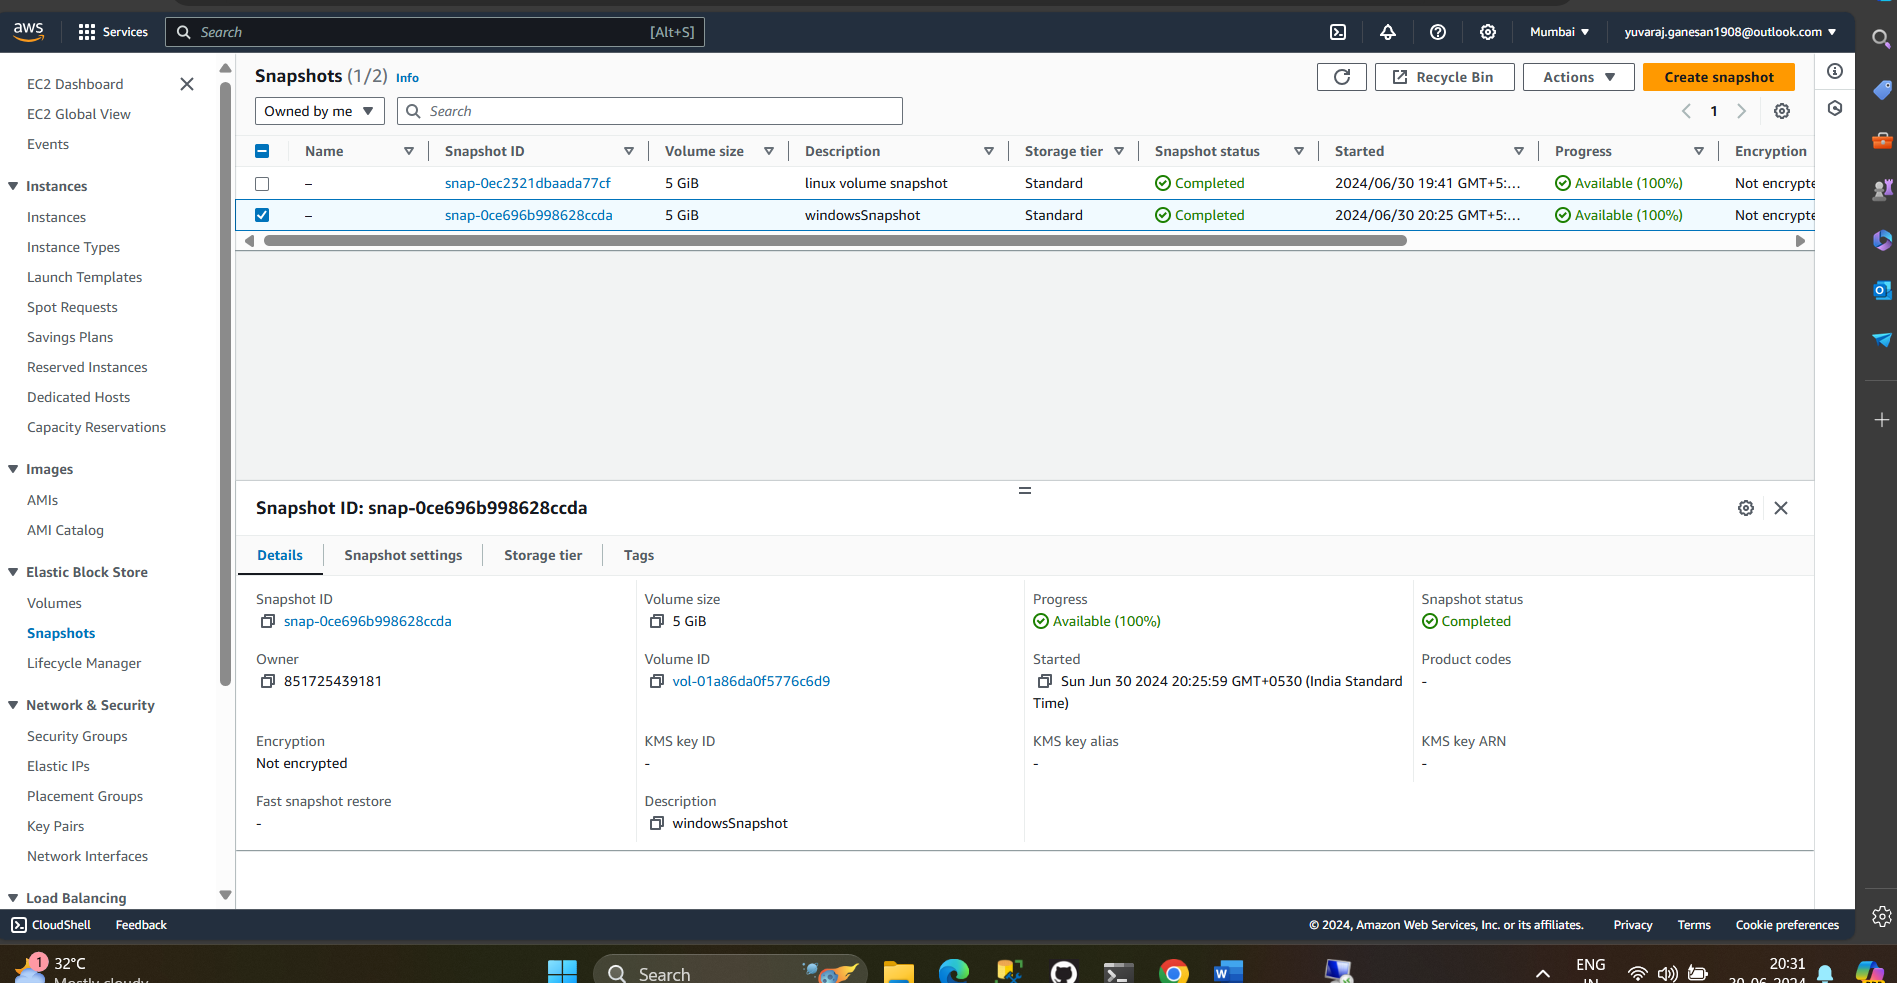 aws
Services
Search
[Alt+S]
Mumbai
yuvaraj.ganesan1908@outlook.com
EC2 Dashboard
EC2 Global View
Events
Instances
Instances
Instance Types
Launch Templates
Spot Requests
Savings Plans
Reserved Instances
Dedicated Hosts
Capacity Reservations
Images
AMIs
AMI Catalog
Elastic Block Store
Volumes
Snapshots
Lifecycle Manager
Network & Security
Security Groups
Elastic IPs
Placement Groups
Key Pairs
Network Interfaces
Load Balancing
Snapshots (1/2) Info
Recycle Bin
Actions
Create snapshot
Owned by me
Search
1
Name Snapshot ID Volume size Description Storage tier Snapshot status Started Progress Encryption
– snap-0ec2321dbaada77cf 5 GiB linux volume snapshot Standard Completed 2024/06/30 19:41 GMT+5:... Available (100%) Not encrypte
– snap-0ce696b998628ccda 5 GiB windowsSnapshot Standard Completed 2024/06/30 20:25 GMT+5:... Available (100%) Not encrypte
Snapshot ID: snap-0ce696b998628ccda
Details Snapshot settings Storage tier Tags
Snapshot ID
snap-0ce696b998628ccda
Volume size
5 GiB
Progress
Available (100%)
Snapshot status
Completed
Owner
851725439181
Volume ID
vol-01a86da0f5776c6d9
Started
Sun Jun 30 2024 20:25:59 GMT+0530 (India Standard
Time)
Product codes
-
Encryption
Not encrypted
KMS key ID
-
KMS key alias
-
KMS key ARN
-
Fast snapshot restore
-
Description
windowsSnapshot
CloudShell Feedback
© 2024, Amazon Web Services, Inc. or its affiliates. Privacy Terms Cookie preferences
1
32°C
Mostly cloudy
Search
ENG
IN
20:31
30-06-2024